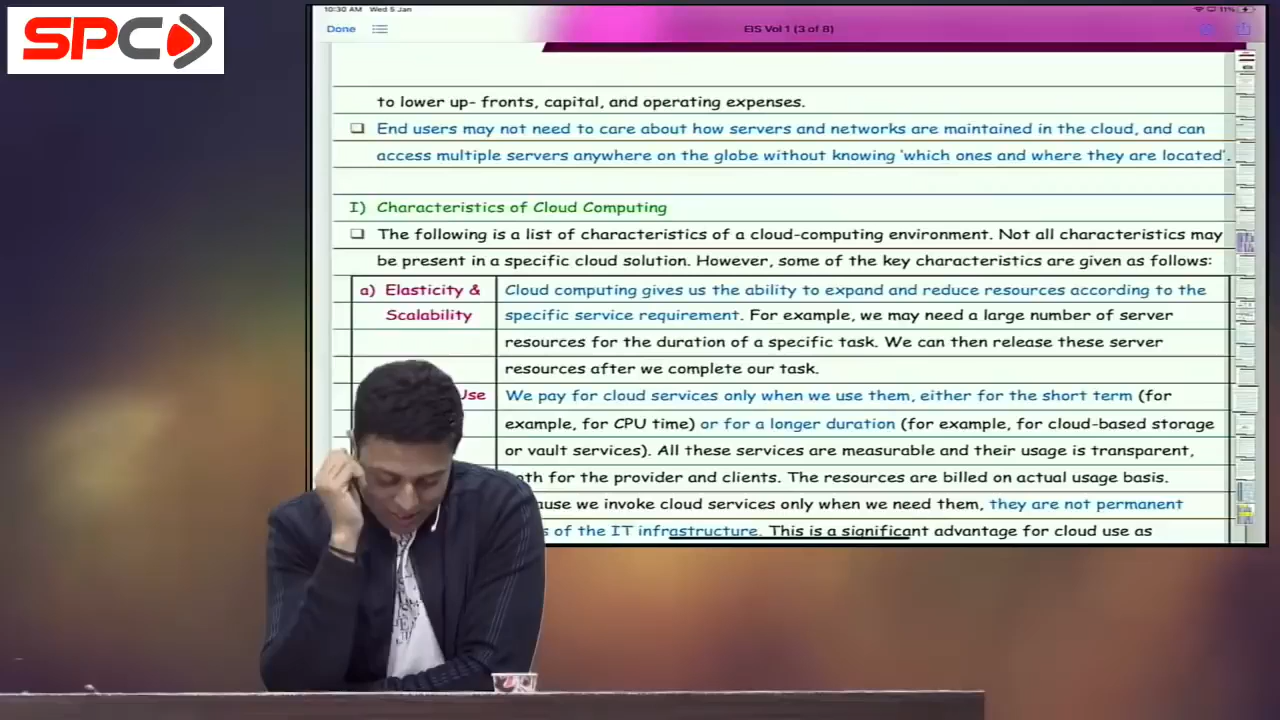 SPC
10:30 AM Wed 5 Jan
11%
Done
EIS Vol 1 (3 of 8)
to lower up- fronts, capital, and operating expenses.
End users may not need to care about how servers and networks are maintained in the cloud, and can
access multiple servers anywhere on the globe without knowing 'which ones and where they are located'.
I) Characteristics of Cloud Computing
The following is a list of characteristics of a cloud-computing environment. Not all characteristics may
be present in a specific cloud solution. However, some of the key characteristics are given as follows:
a) Elasticity &
Scalability
Cloud computing gives us the ability to expand and reduce resources according to the
specific service requirement. For example, we may need a large number of server
resources for the duration of a specific task. We can then release these server
resources after we complete our task.
Use
We pay for cloud services only when we use them, either for the short term (for
example, for CPU time) or for a longer duration (for example, for cloud-based storage
or vault services). All these services are measurable and their usage is transparent,
for the provider and clients. The resources are billed on actual usage basis.
we invoke cloud services only when we need them, they are not permanent
of the IT infrastructure. This is a significant advantage for cloud use as